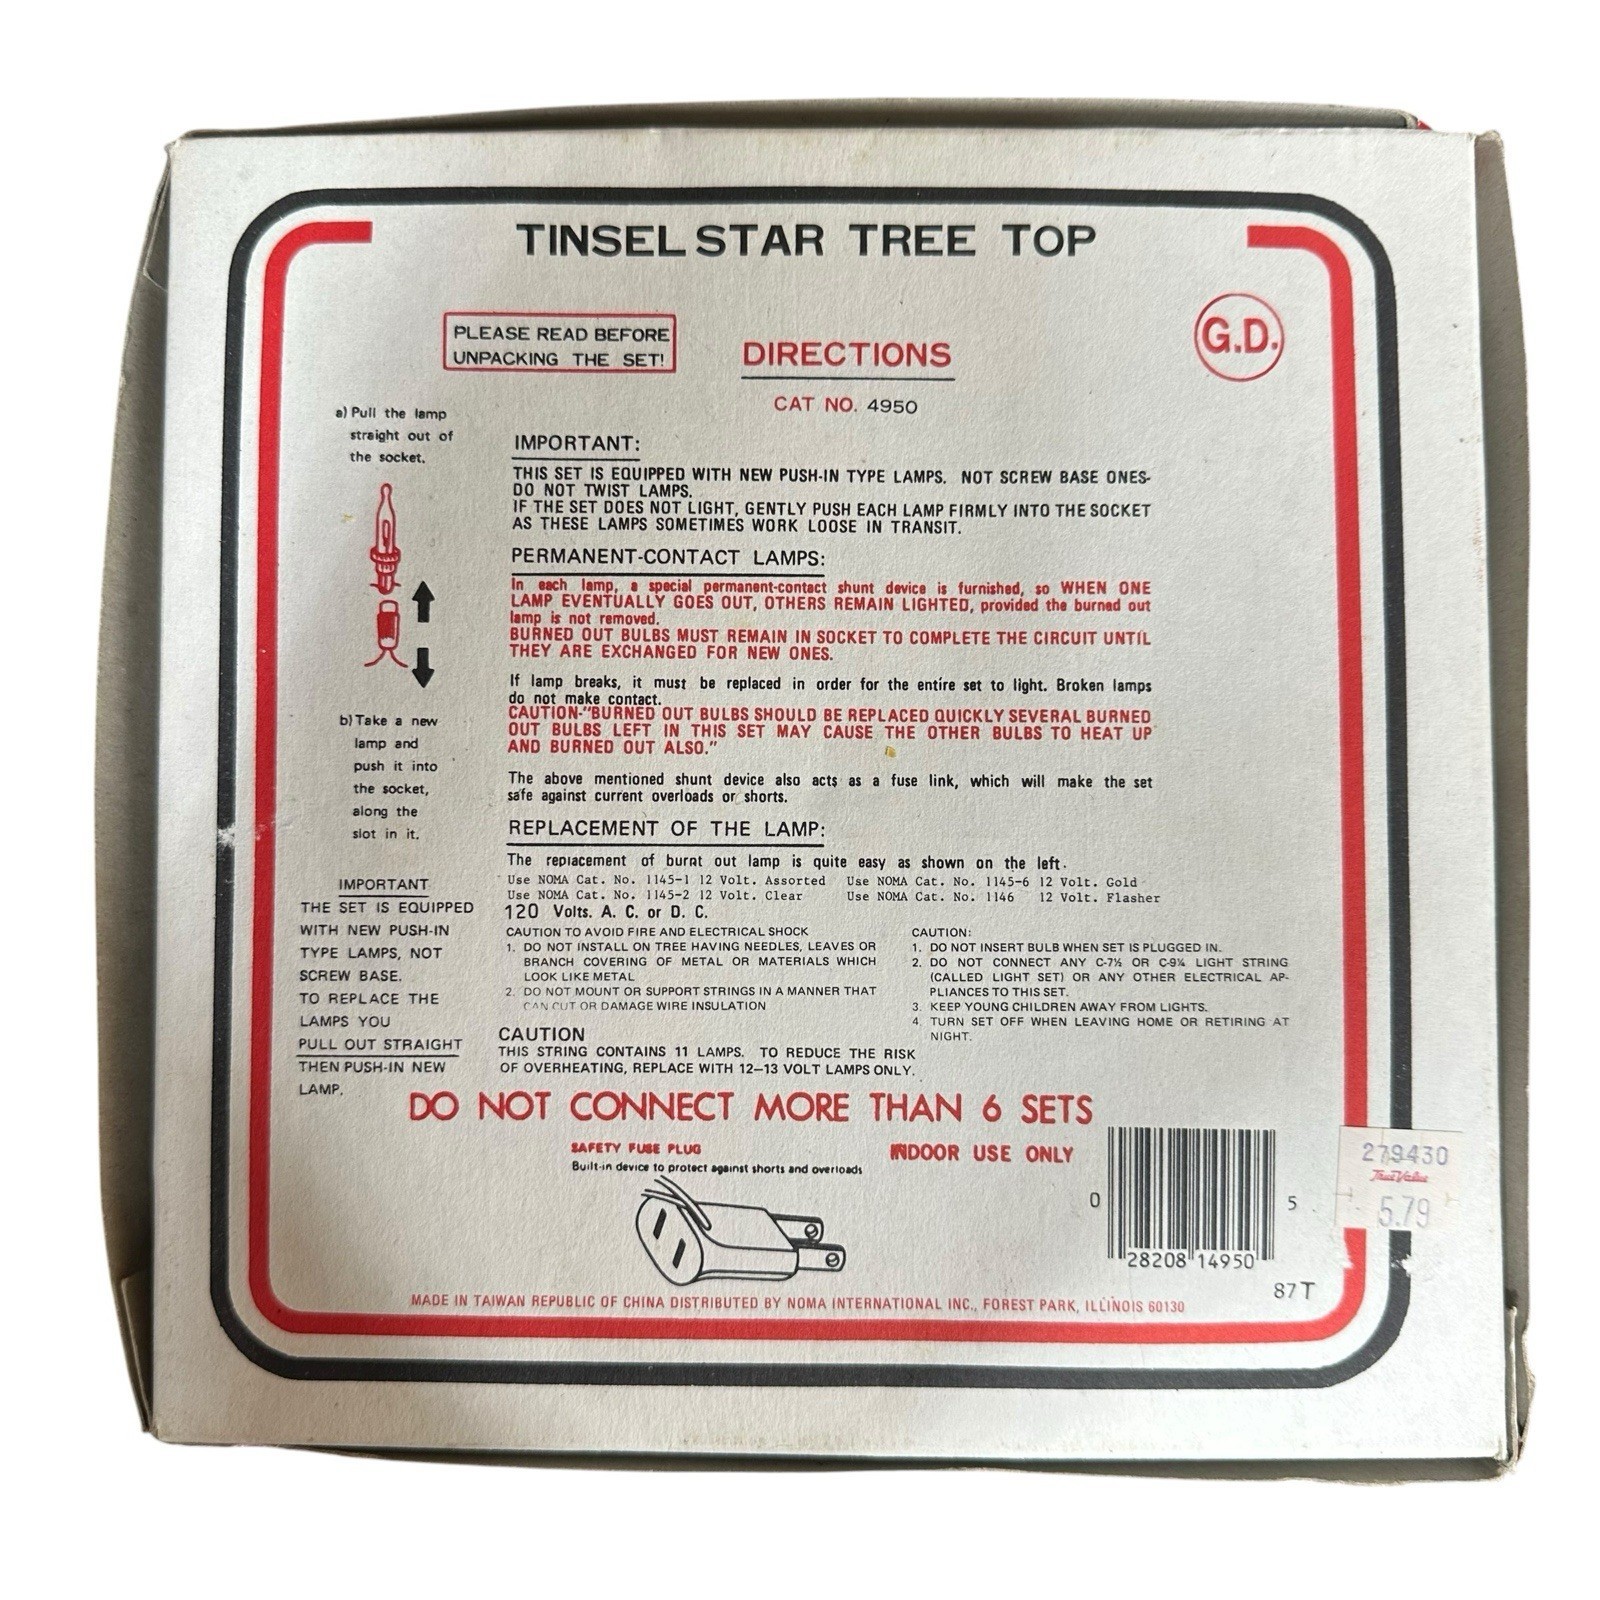 TINSEL STAR TREE TOP
PLEASE READ BEFORE
UNPACKING THE SET!
DIRECTIONS
G.D.
CAT NO. 4950
a) Pull the lamp
straight out of
the socket.
b) Take a new
lamp and
push it into
the socket,
along the
slot in it.
IMPORTANT
THE SET IS EQUIPPED
WITH NEW PUSH-IN
TYPE LAMPS, NOT
SCREW BASE.
TO REPLACE THE
LAMPS YOU
PULL OUT STRAIGHT
THEN PUSH-IN NEW
LAMP.
IMPORTANT:
THIS SET IS EQUIPPED WITH NEW PUSH-IN TYPE LAMPS. NOT SCREW BASE ONES-
DO NOT TWIST LAMPS.
IF THE SET DOES NOT LIGHT, GENTLY PUSH EACH LAMP FIRMLY INTO THE SOCKET
AS THESE LAMPS SOMETIMES WORK LOOSE IN TRANSIT.
PERMANENT-CONTACT LAMPS:
In each lamp, a special permanent-contact shunt device is furnished, so WHEN ONE
LAMP EVENTUALLY GOES OUT, OTHERS REMAIN LIGHTED, provided the burned out
lamp is not removed.
BURNED OUT BULBS MUST REMAIN IN SOCKET TO COMPLETE THE CIRCUIT UNTIL
THEY ARE EXCHANGED FOR NEW ONES.
If lamp breaks, it must be replaced in order for the entire set to light. Broken lamps
do not make contact.
CAUTION-"BURNED OUT BULBS SHOULD BE REPLACED QUICKLY SEVERAL BURNED
OUT BULBS LEFT IN THIS SET MAY CAUSE THE OTHER BULBS TO HEAT UP
AND BURNED OUT ALSO."
The above mentioned shunt device also acts as a fuse link, which will make the set
safe against current overloads or shorts.
REPLACEMENT OF THE LAMP:
The replacement of burnt out lamp is quite easy as shown on the left.
Use NOMA Cat. No. 1145-1 12 Volt. Assorted Use NOMA Cat. No. 1145-6 12 Volt. Gold
Use NOMA Cat. No. 1145-2 12 Volt. Clear Use NOMA Cat. No. 1146 12 Volt. Flasher
120 Volts. A. C. or D. C.
CAUTION TO AVOID FIRE AND ELECTRICAL SHOCK
1. DO NOT INSTALL ON TREE HAVING NEEDLES, LEAVES OR
BRANCH COVERING OF METAL OR MATERIALS WHICH
LOOK LIKE METAL
2. DO NOT MOUNT OR SUPPORT STRINGS IN A MANNER THAT
CAN CUT OR DAMAGE WIRE INSULATION
CAUTION:
1. DO NOT INSERT BULB WHEN SET IS PLUGGED IN.
2. DO NOT CONNECT ANY C-7½ OR C-9¼ LIGHT STRING
(CALLED LIGHT SET) OR ANY OTHER ELECTRICAL AP-
PLIANCES TO THIS SET.
3. KEEP YOUNG CHILDREN AWAY FROM LIGHTS.
4. TURN SET OFF WHEN LEAVING HOME OR RETIRING AT
NIGHT.
CAUTION
THIS STRING CONTAINS 11 LAMPS. TO REDUCE THE RISK
OF OVERHEATING, REPLACE WITH 12-13 VOLT LAMPS ONLY.
DO NOT CONNECT MORE THAN 6 SETS
SAFETY FUSE PLUG
Built-in device to protect against shorts and overloads
INDOOR USE ONLY
0 28208 14950 5
279430
True Value
5.79
87 T
MADE IN TAIWAN REPUBLIC OF CHINA DISTRIBUTED BY NOMA INTERNATIONAL INC., FOREST PARK, ILLINOIS 60130